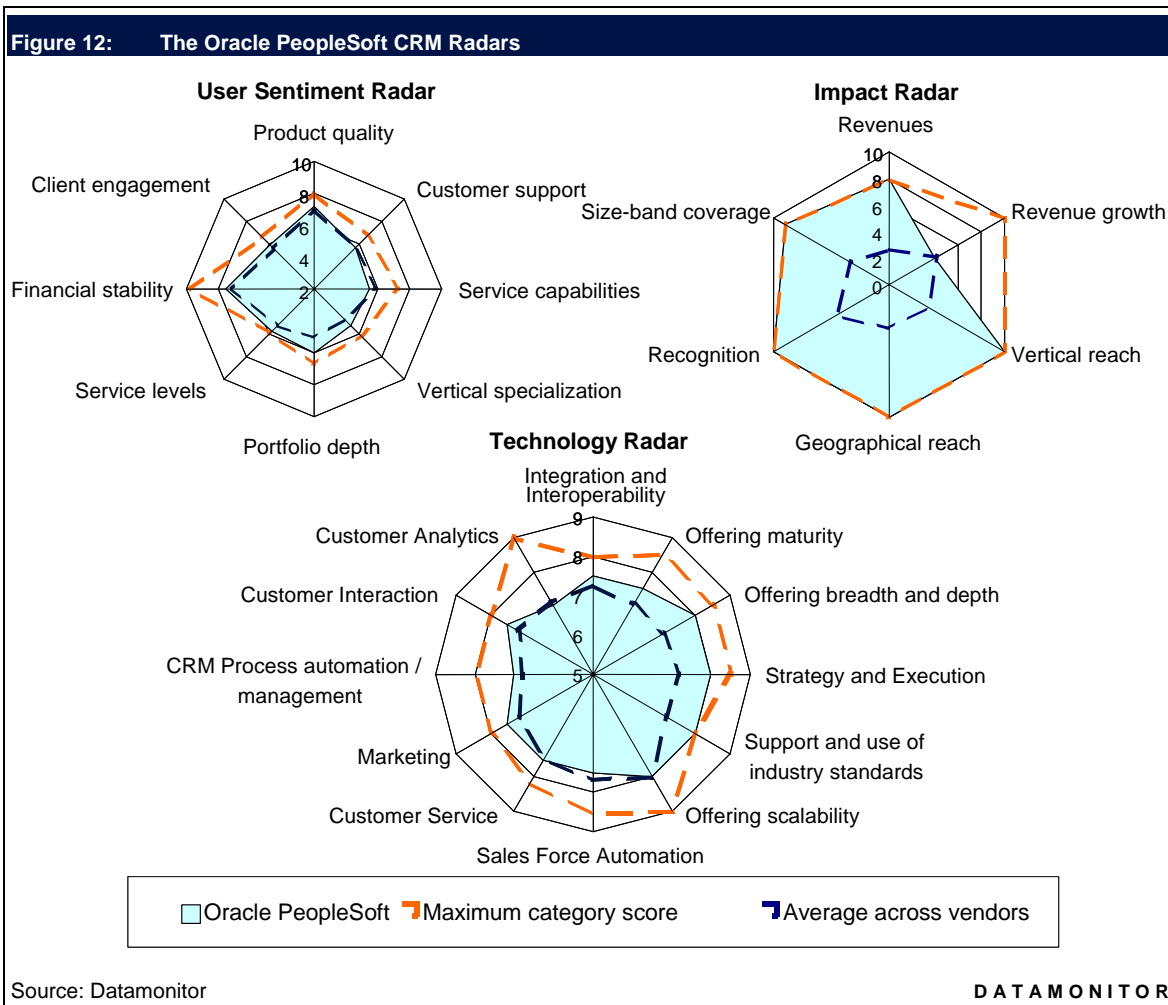 Figure 12: The Oracle PeopleSoft CRM Radars
User Sentiment Radar
Product quality
Customer support
Service capabilities
Vertical specialization
Portfolio depth
Service levels
Financial stability
Client engagement
10
8
6
4
2
Impact Radar
Revenues
Revenue growth
Vertical reach
Geographical reach
Recognition
Size-band coverage
10
8
6
4
2
0
Technology Radar
Integration and
Interoperability
Offering maturity
Offering breadth and depth
Strategy and Execution
Support and use of
industry standards
Offering scalability
Sales Force Automation
Customer Service
Marketing
CRM Process automation /
management
Customer Interaction
Customer Analytics
9
8
7
6
5
Oracle PeopleSoft Maximum category score Average across vendors
Source: Datamonitor
DATAMONITOR